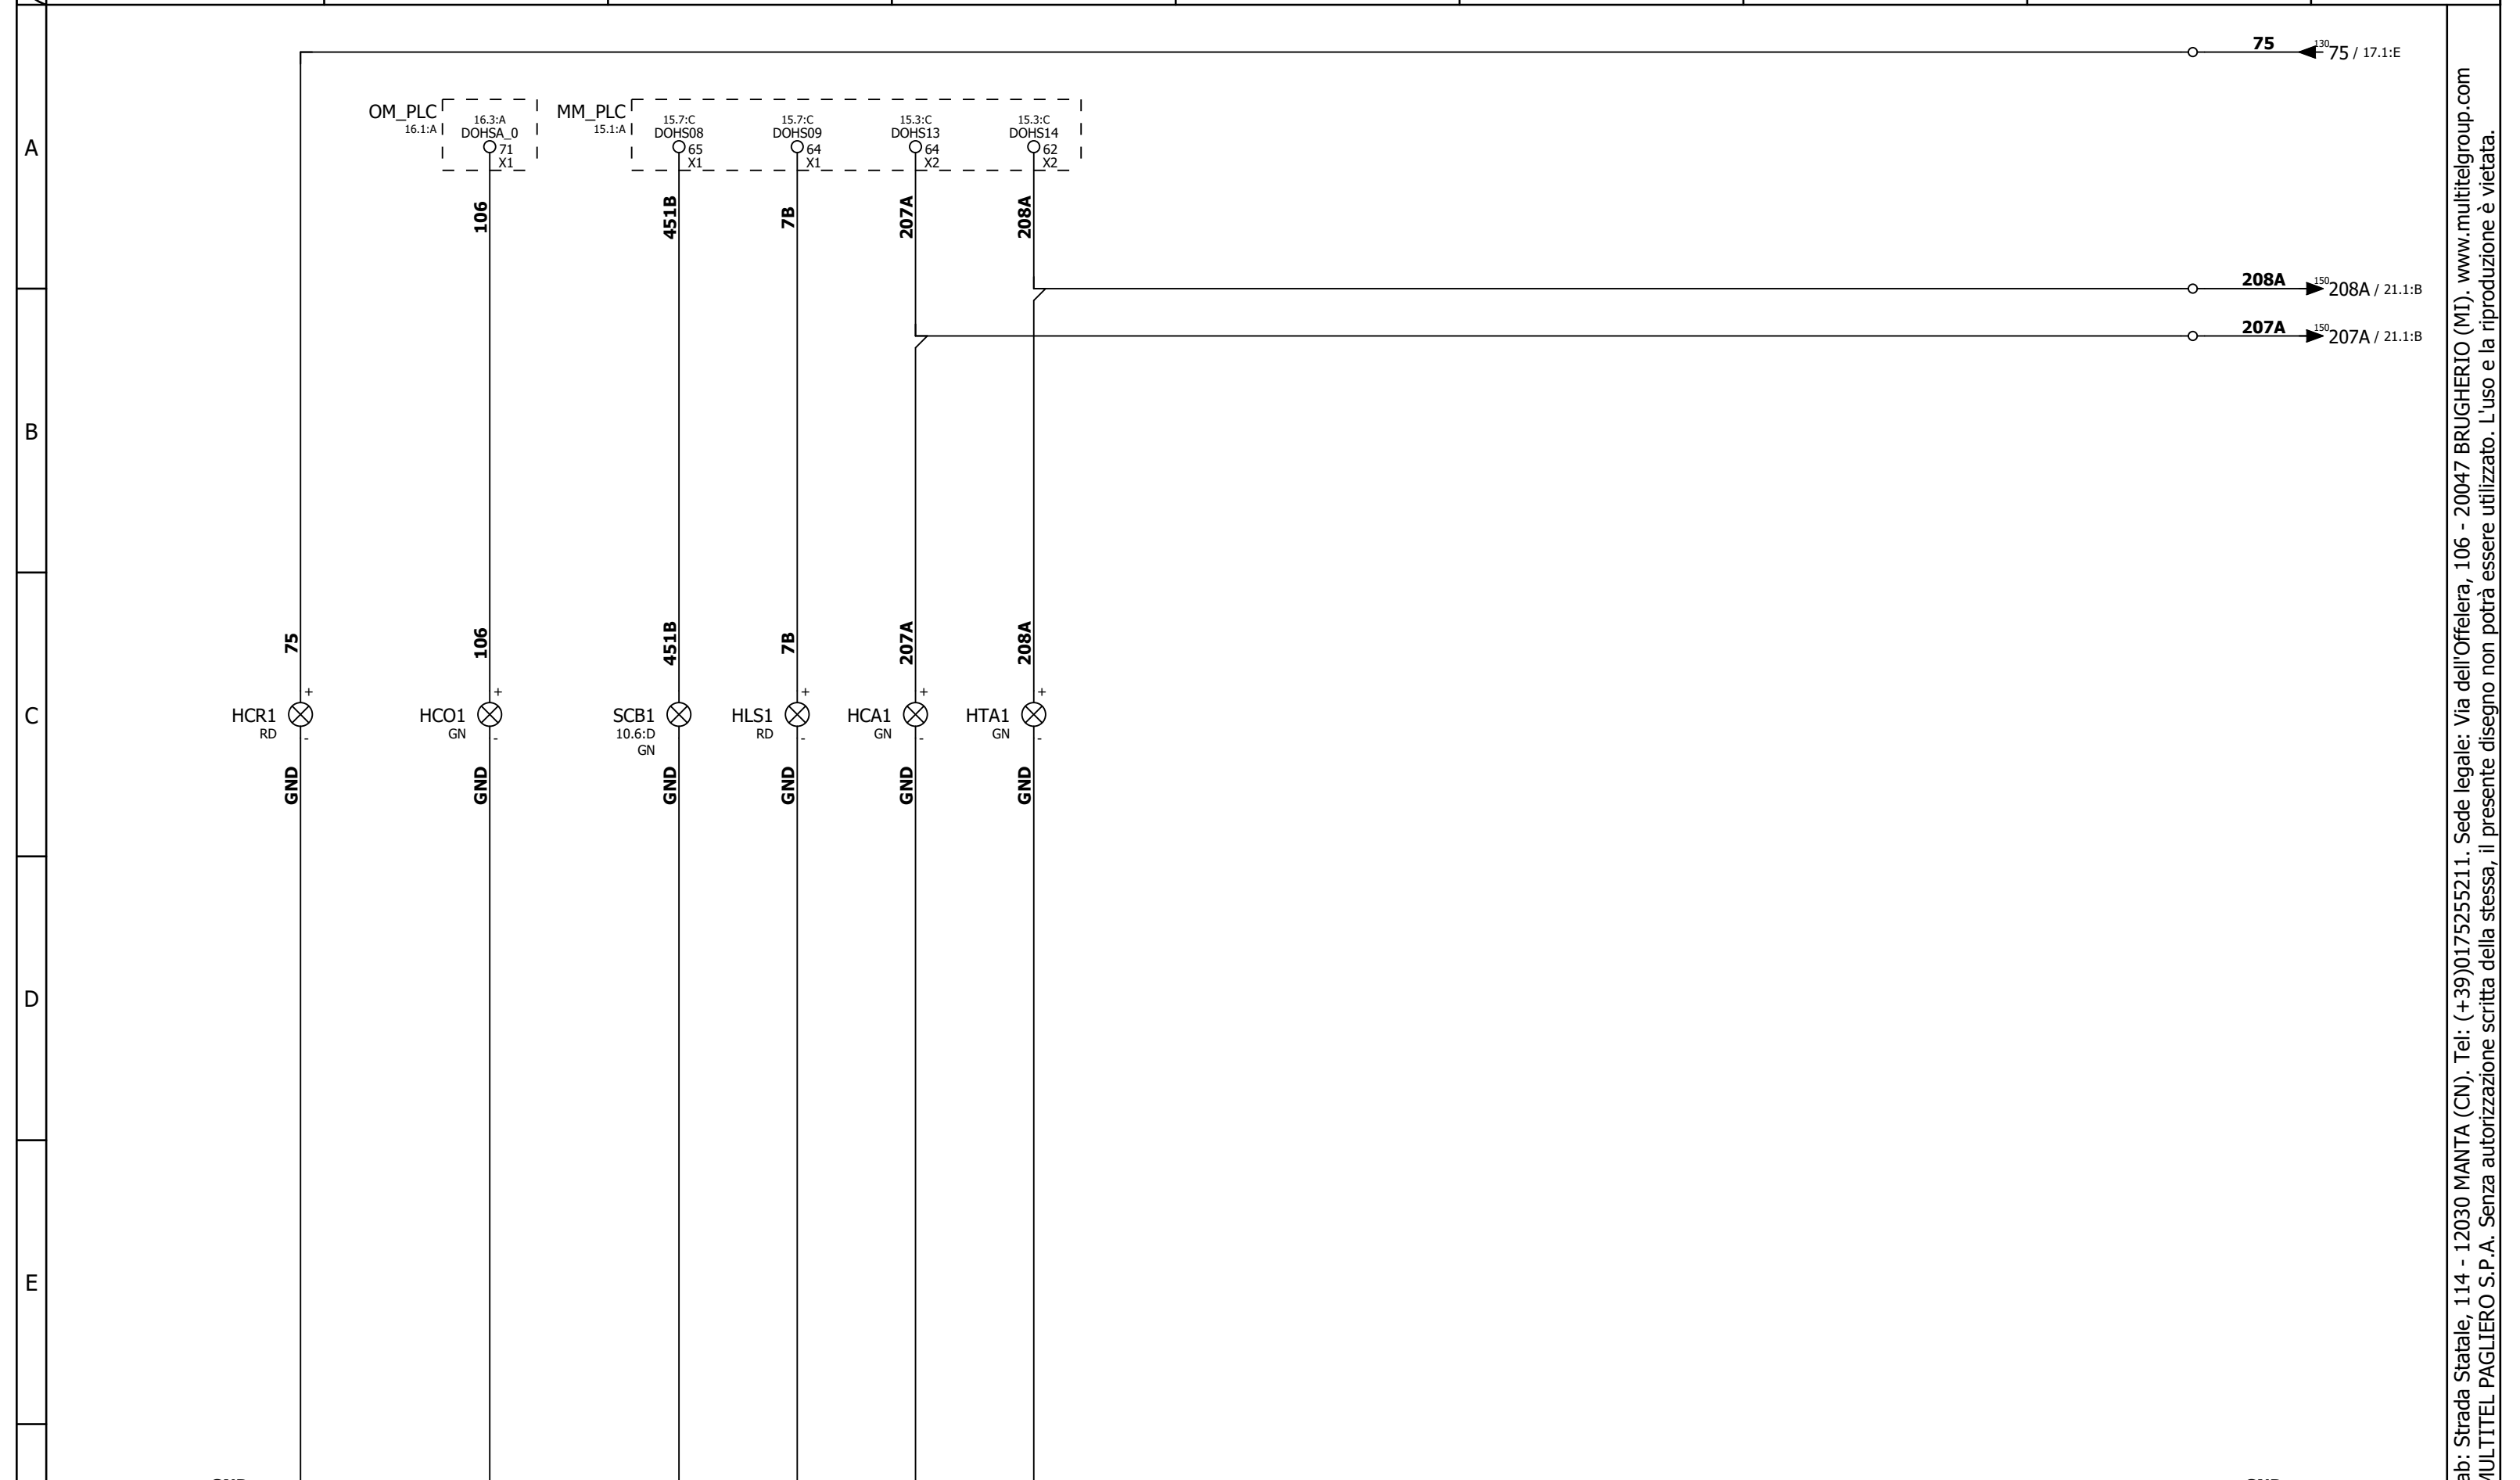 75
130
75 / 17.1:E
OM_PLC
16.1:A
16.3:A
DOHSA_0
71
X1
MM_PLC
15.1:A
15.7:C
DOHS08
65
X1
15.7:C
DOHS09
64
X1
15.3:C
DOHS13
64
X2
15.3:C
DOHS14
62
X2
A
106
451B
7B
207A
208A
208A
150
208A / 21.1:B
207A
150
207A / 21.1:B
B
75
106
451B
7B
207A
208A
C
HCR1
RD
+
-
HCO1
GN
+
-
SCB1
10.6:D
GN
HLS1
RD
+
-
HCA1
GN
+
-
HTA1
GN
+
-
GND
GND
GND
GND
GND
GND
D
E
ab: Strada Statale, 114 - 12030 MANTA (CN). Tel: (+39)0175255211. Sede legale: Via dell'Offelera, 106 - 20047 BRUGHERIO (MI). www.multitelgroup.com
MULTITEL PAGLIERO S.P.A. Senza autorizzazione scritta della stessa, il presente disegno non potrà essere utilizzato. L'uso e la riproduzione è vietata.